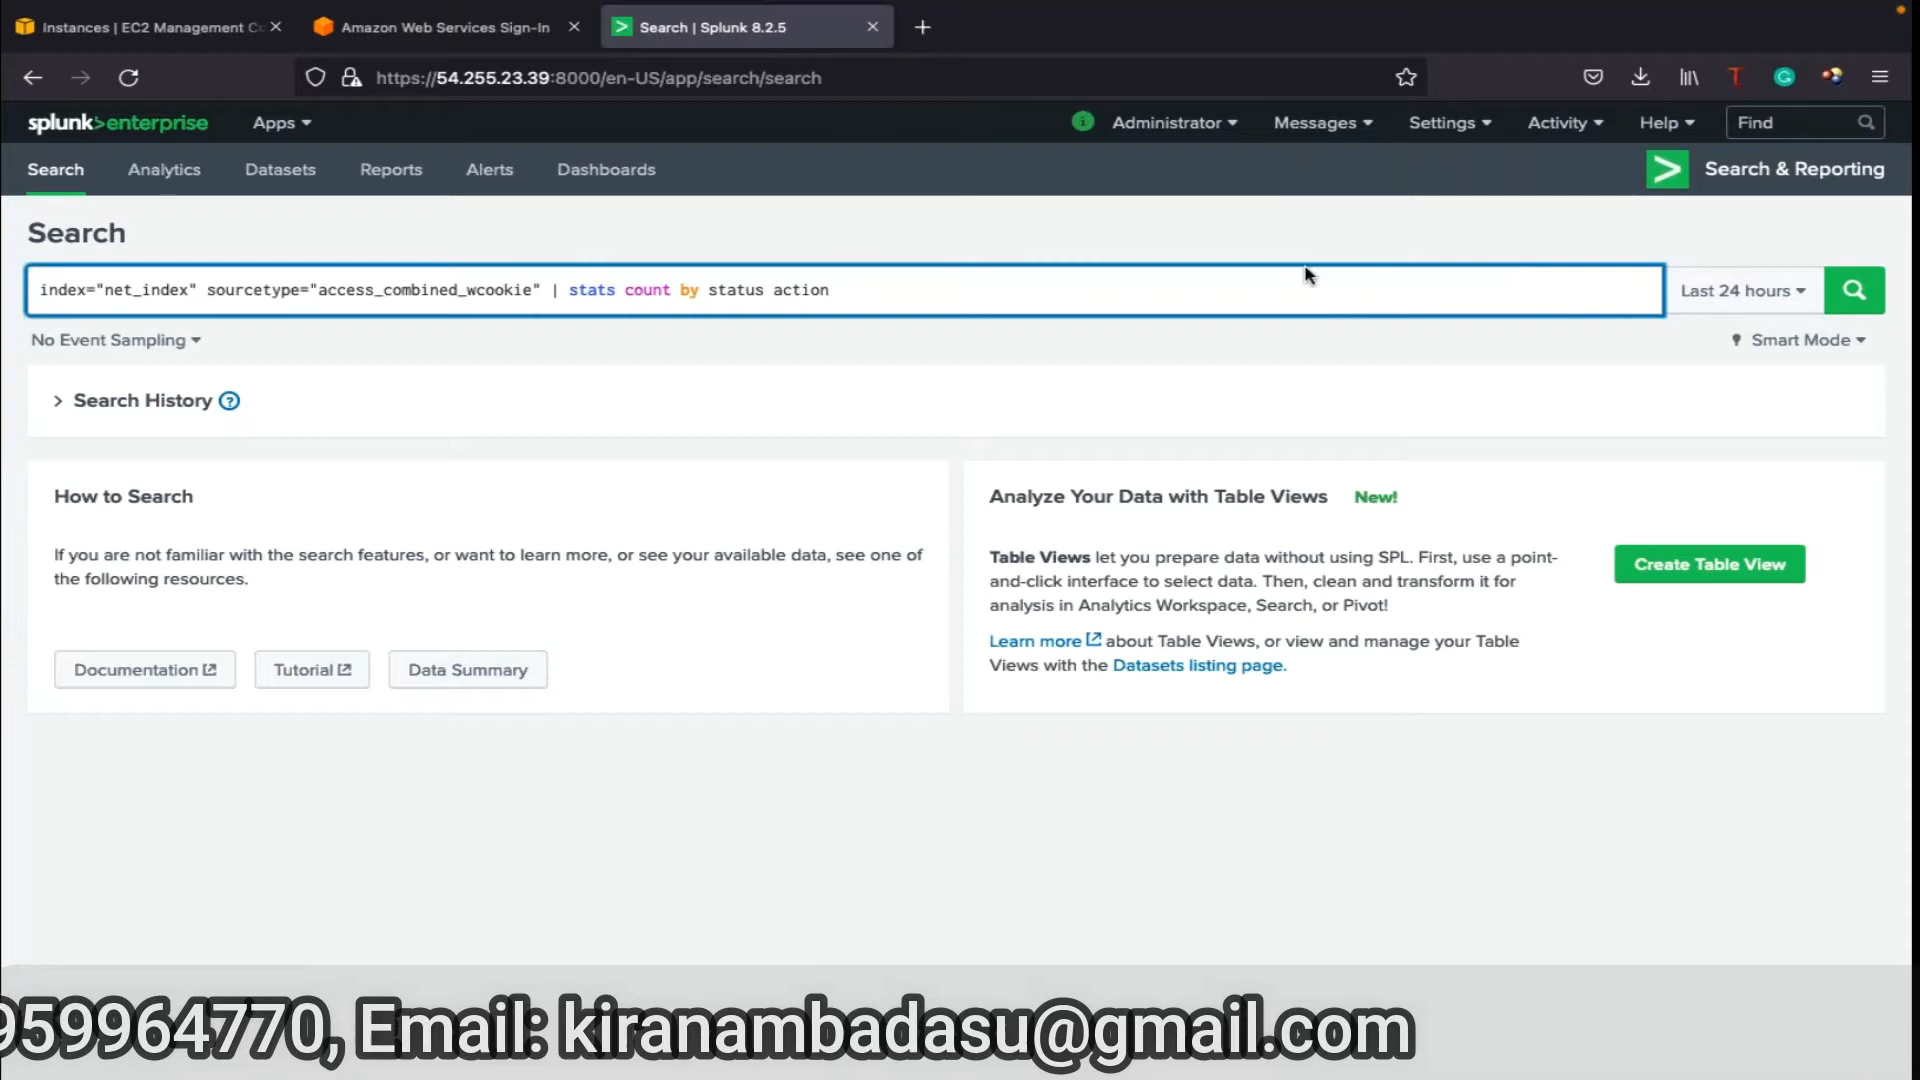 Instances | EC2 Management Co
Amazon Web Services Sign-In
Search | Splunk 8.2.5
https://54.255.23.39:8000/en-US/app/search/search
splunk>enterprise
Apps
i
Administrator
Messages
Settings
Activity
Help
Find
Search
Analytics
Datasets
Reports
Alerts
Dashboards
Search & Reporting
Search
index="net_index" sourcetype="access_combined_wcookie" | stats count by status action
Last 24 hours
No Event Sampling
Smart Mode
Search History ?
How to Search
If you are not familiar with the search features, or want to learn more, or see your available data, see one of
the following resources.
Documentation
Tutorial
Data Summary
Analyze Your Data with Table Views New!
Table Views let you prepare data without using SPL. First, use a point-
and-click interface to select data. Then, clean and transform it for
analysis in Analytics Workspace, Search, or Pivot!
Learn more about Table Views, or view and manage your Table
Views with the Datasets listing page.
Create Table View
959964770, Email: kiranambadasu@gmail.com